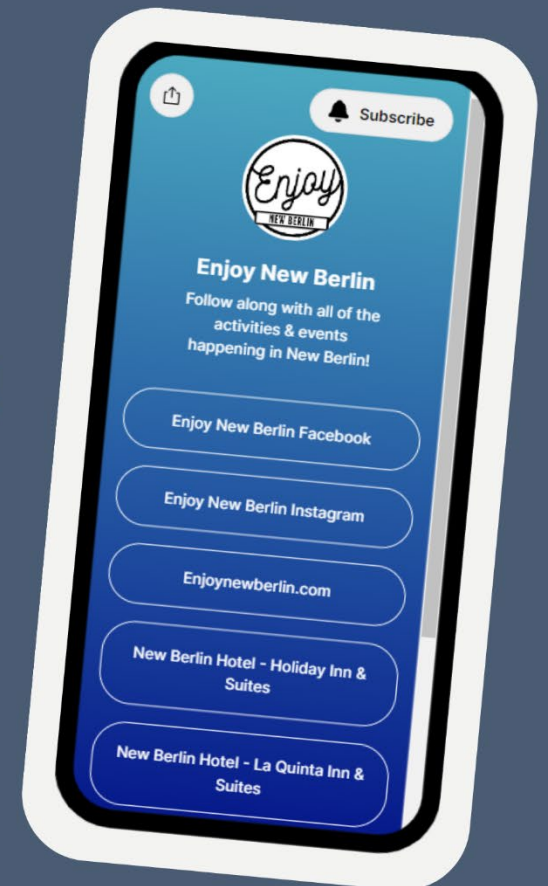 Subscribe
Enjoy
NEW BERLIN
Enjoy New Berlin
Follow along with all of the
activities & events
happening in New Berlin!
Enjoy New Berlin Facebook
Enjoy New Berlin Instagram
Enjoynewberlin.com
New Berlin Hotel - Holiday Inn &
Suites
New Berlin Hotel - La Quinta Inn &
Suites